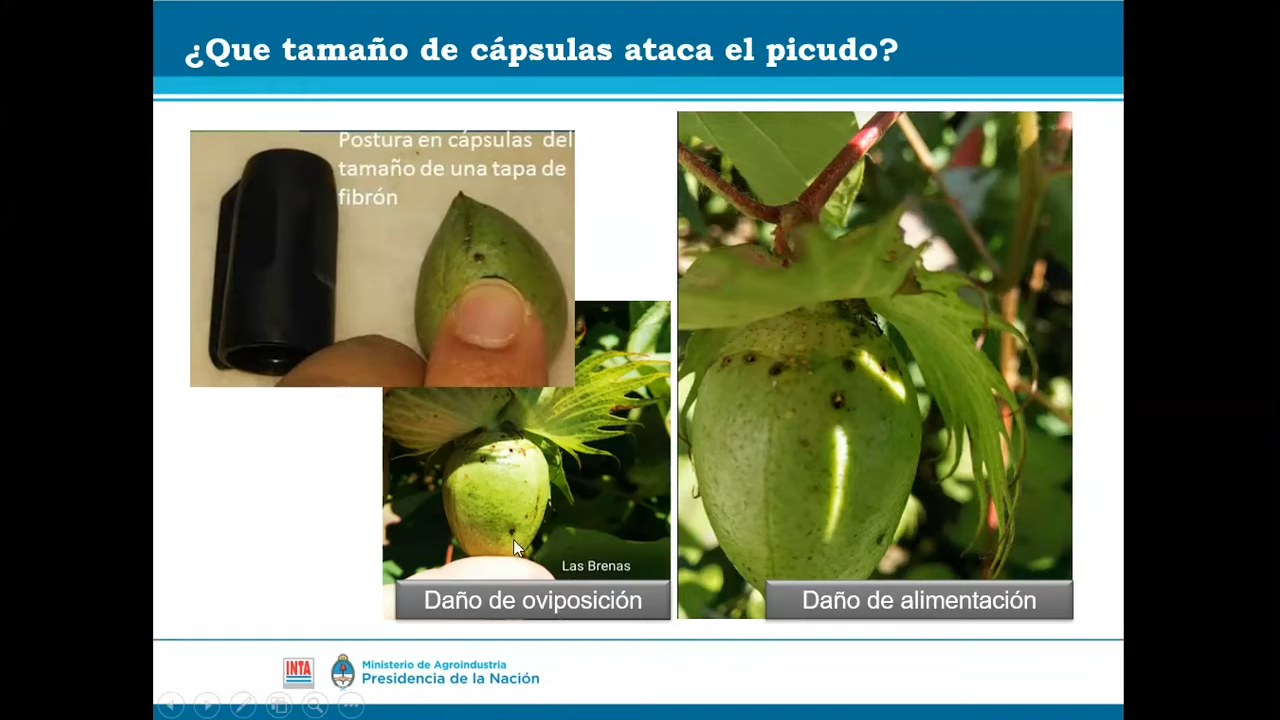 ¿Que tamaño de cápsulas ataca el picudo?
Postura en cápsulas del
tamaño de una tapa de
fibrón
Las Brenas
Daño de oviposición
Daño de alimentación
INTA
Ministerio de Agroindustria
Presidencia de la Nación